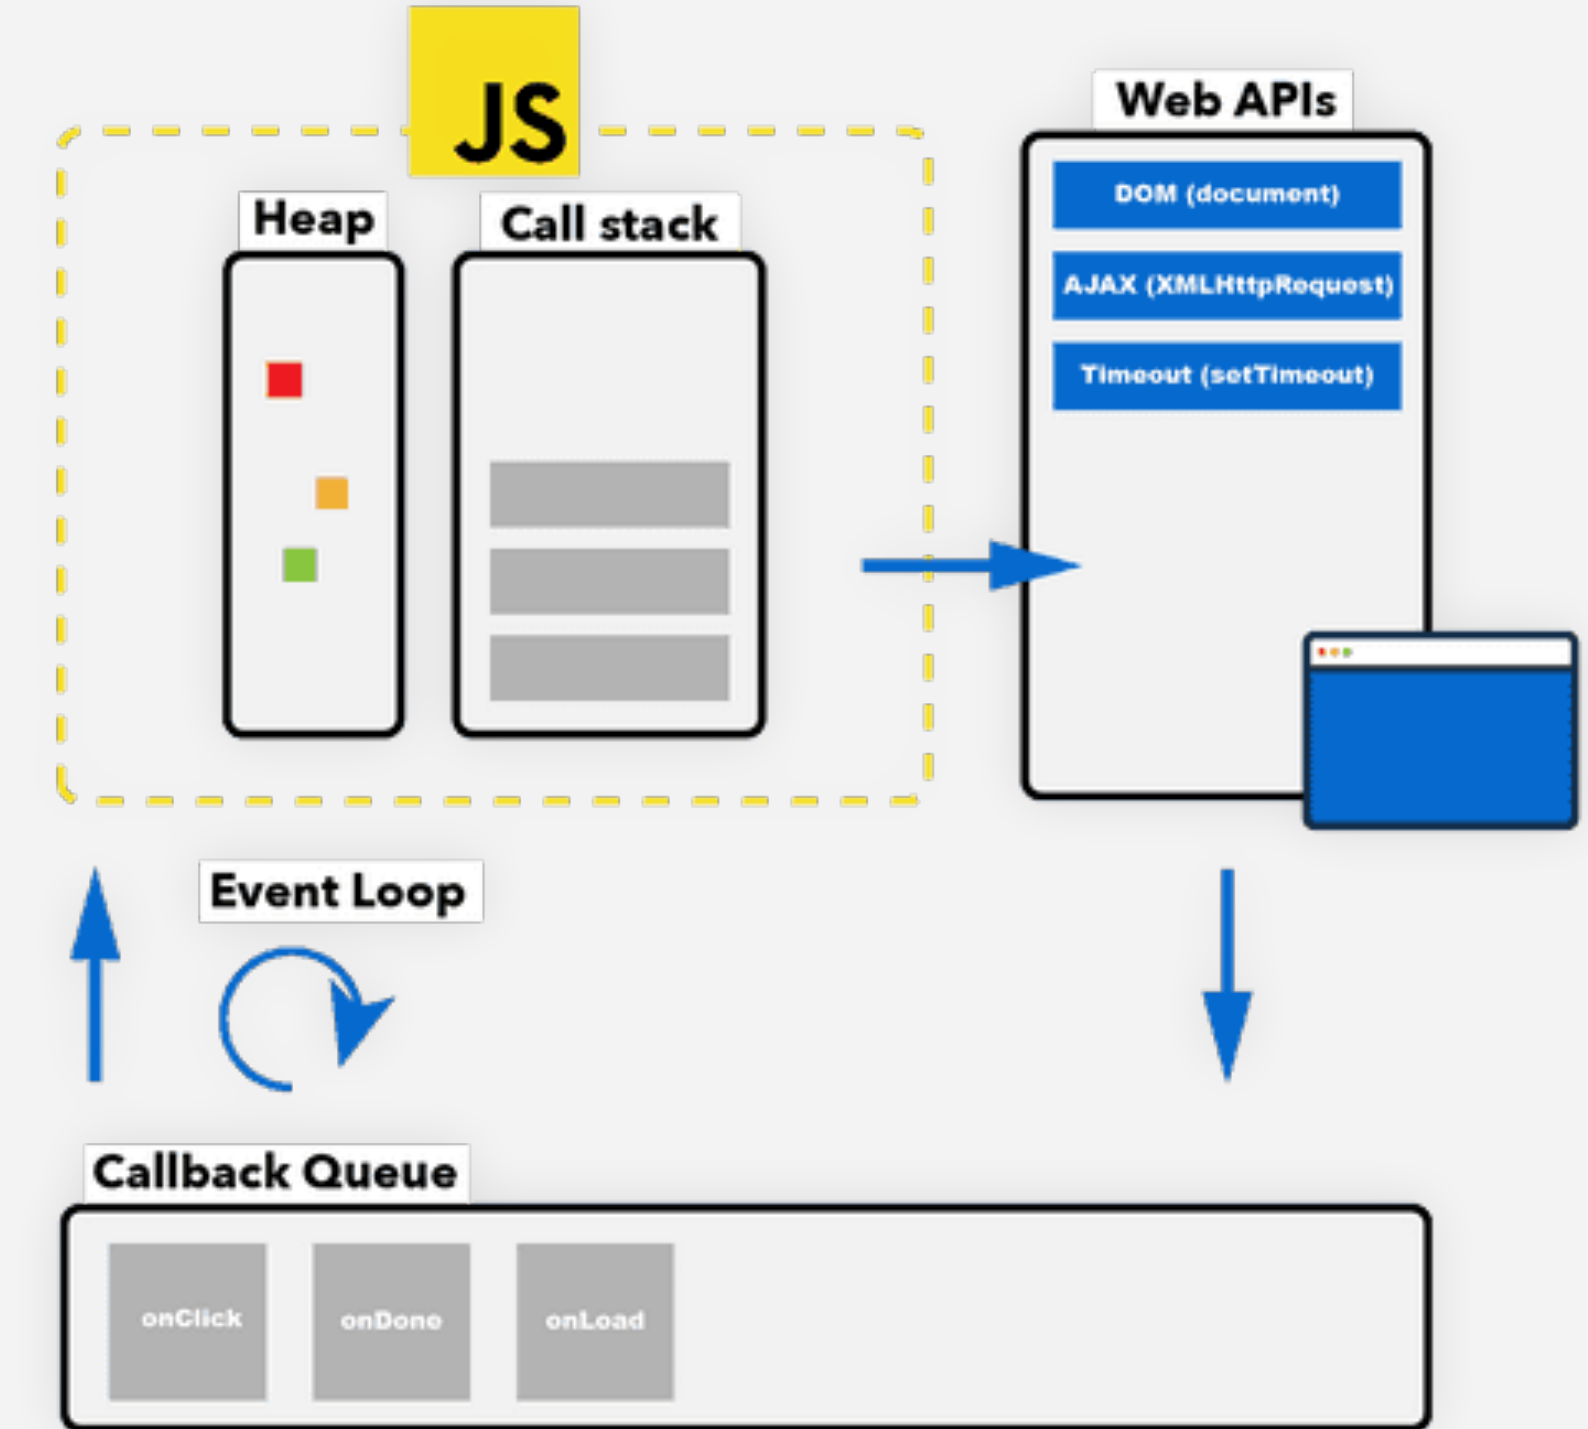 JS
Heap
Call stack
Web APIs
DOM (document)
AJAX (XMLHttpRequest)
Timeout (setTimeout)
Event Loop
Callback Queue
onClick
onDone
onLoad